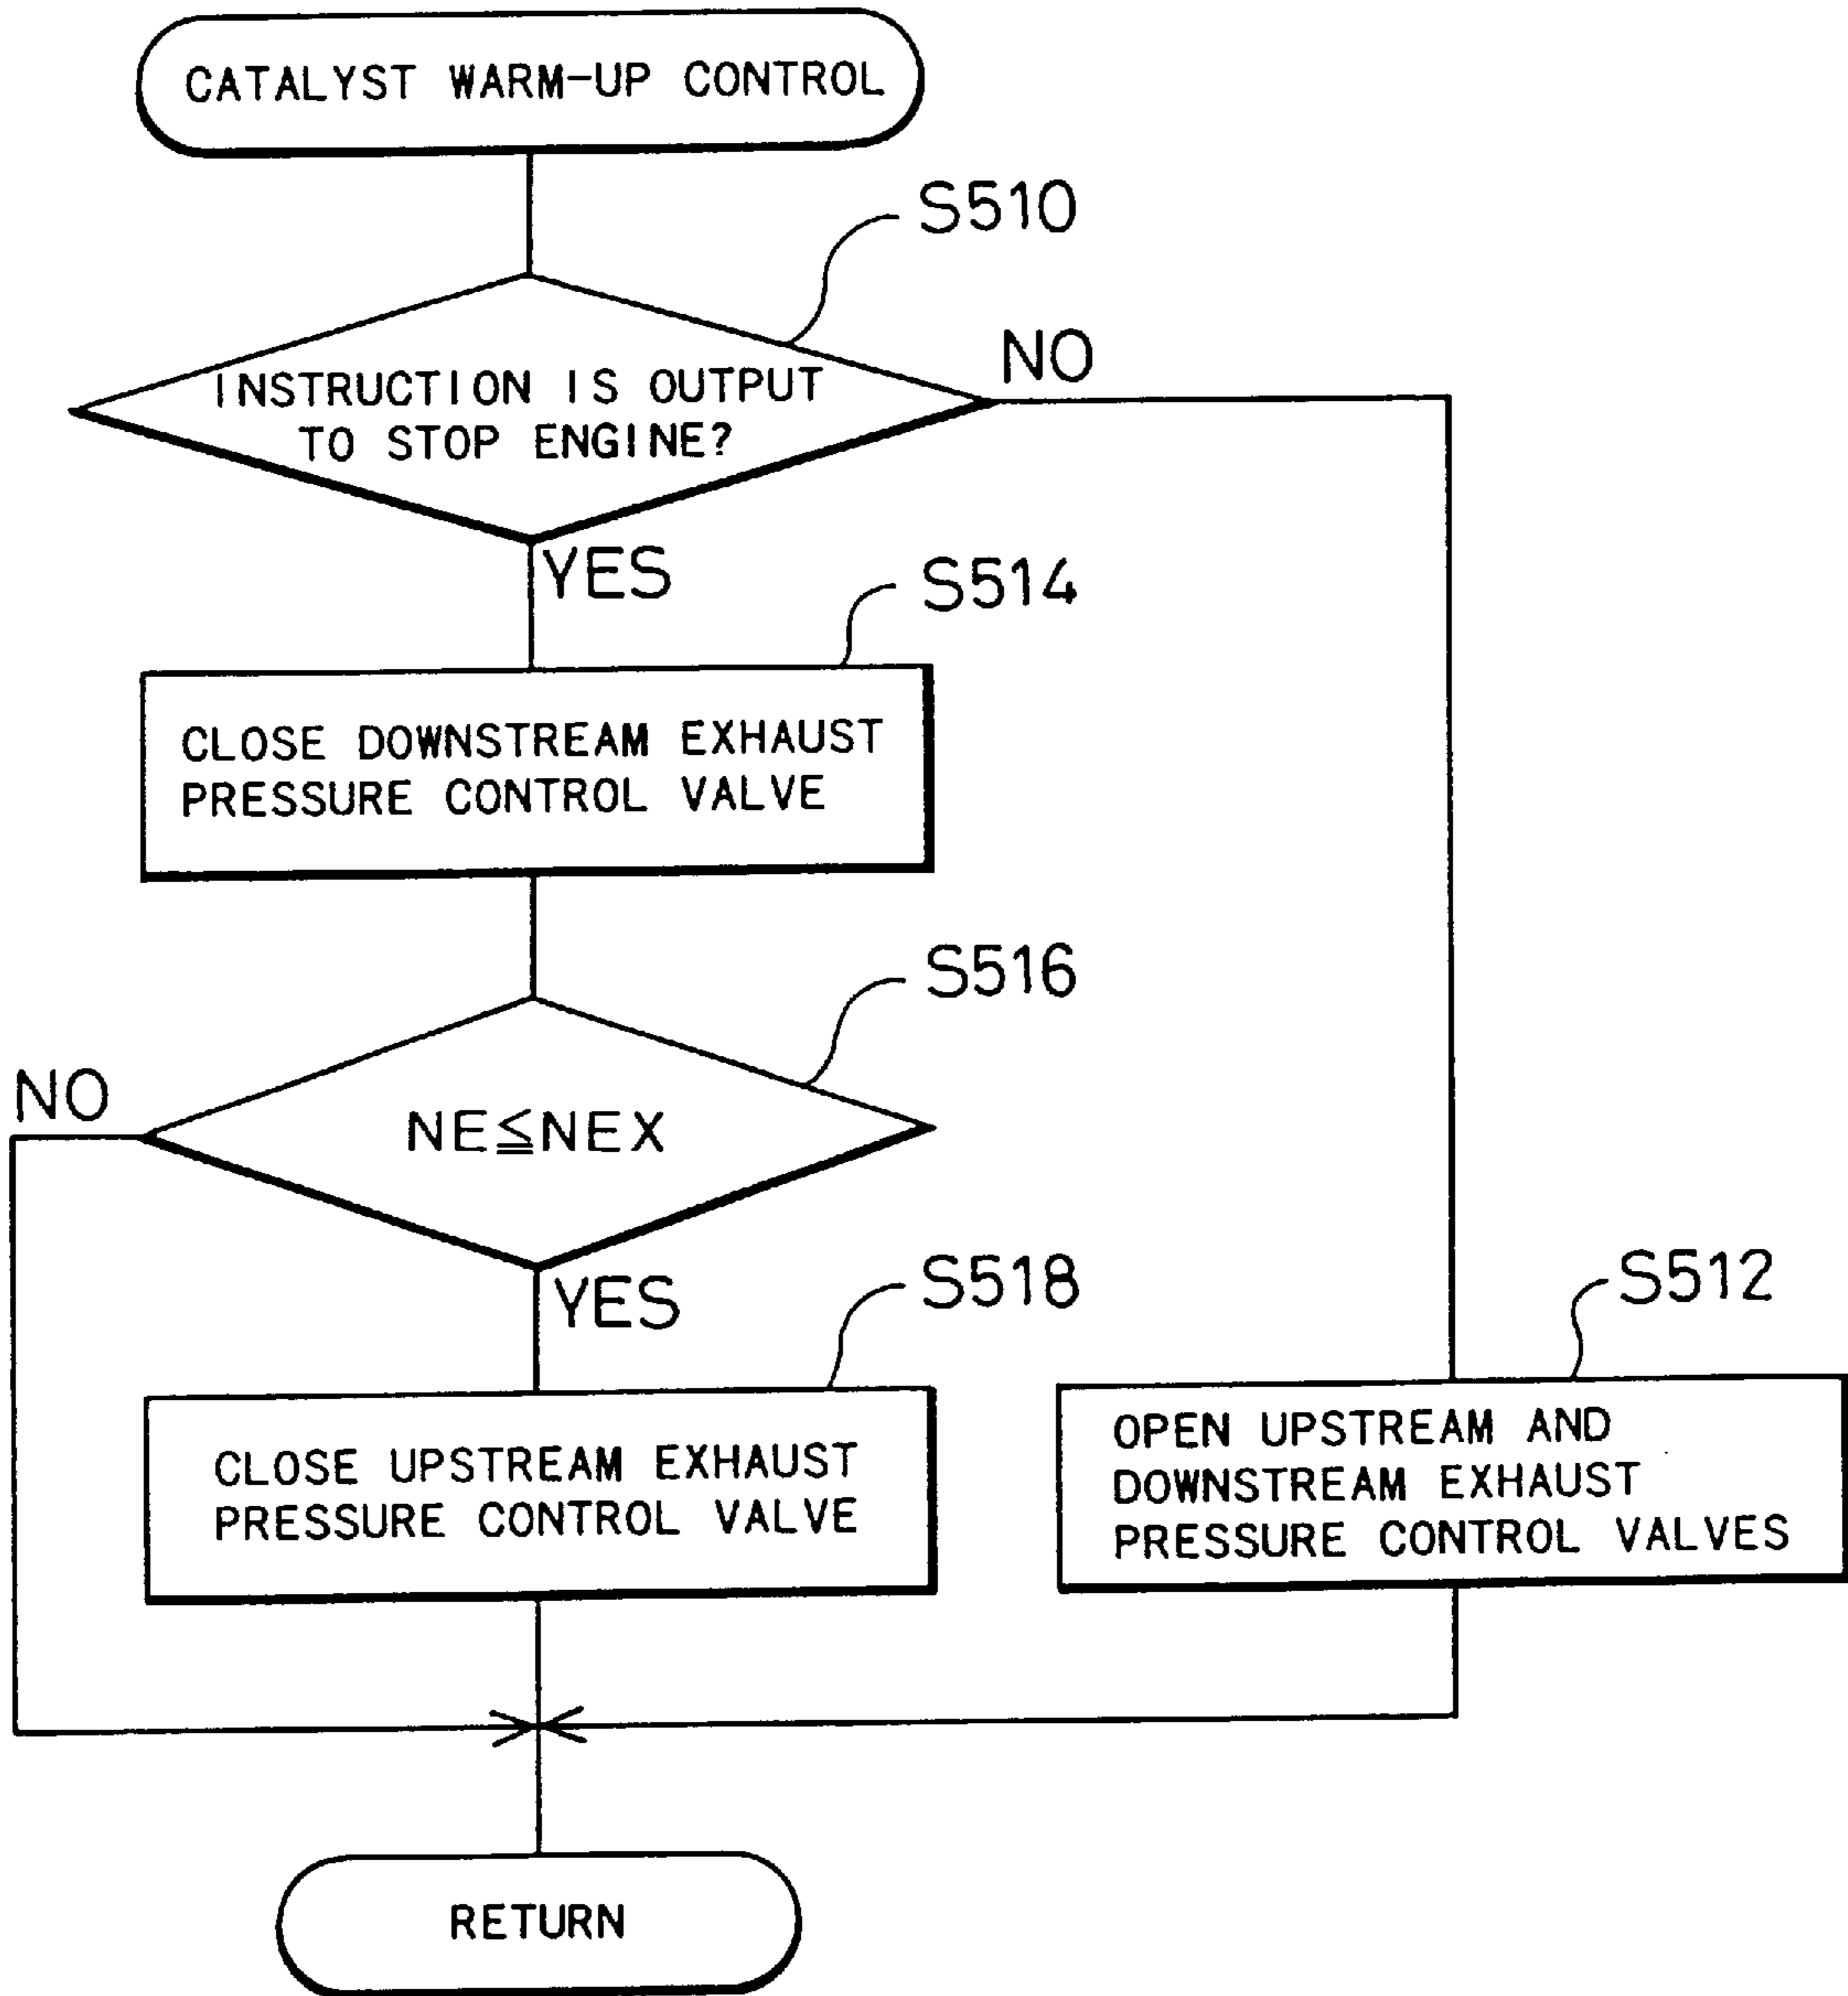 CATALYST WARM-UP CONTROL
S510
NO
INSTRUCTION IS OUTPUT
TO STOP ENGINE?
YES
S514
CLOSE DOWNSTREAM EXHAUST
PRESSURE CONTROL VALVE
S516
NO
NE≦NEX
YES
S518
CLOSE UPSTREAM EXHAUST
PRESSURE CONTROL VALVE
S512
OPEN UPSTREAM AND
DOWNSTREAM EXHAUST
PRESSURE CONTROL VALVES
RETURN